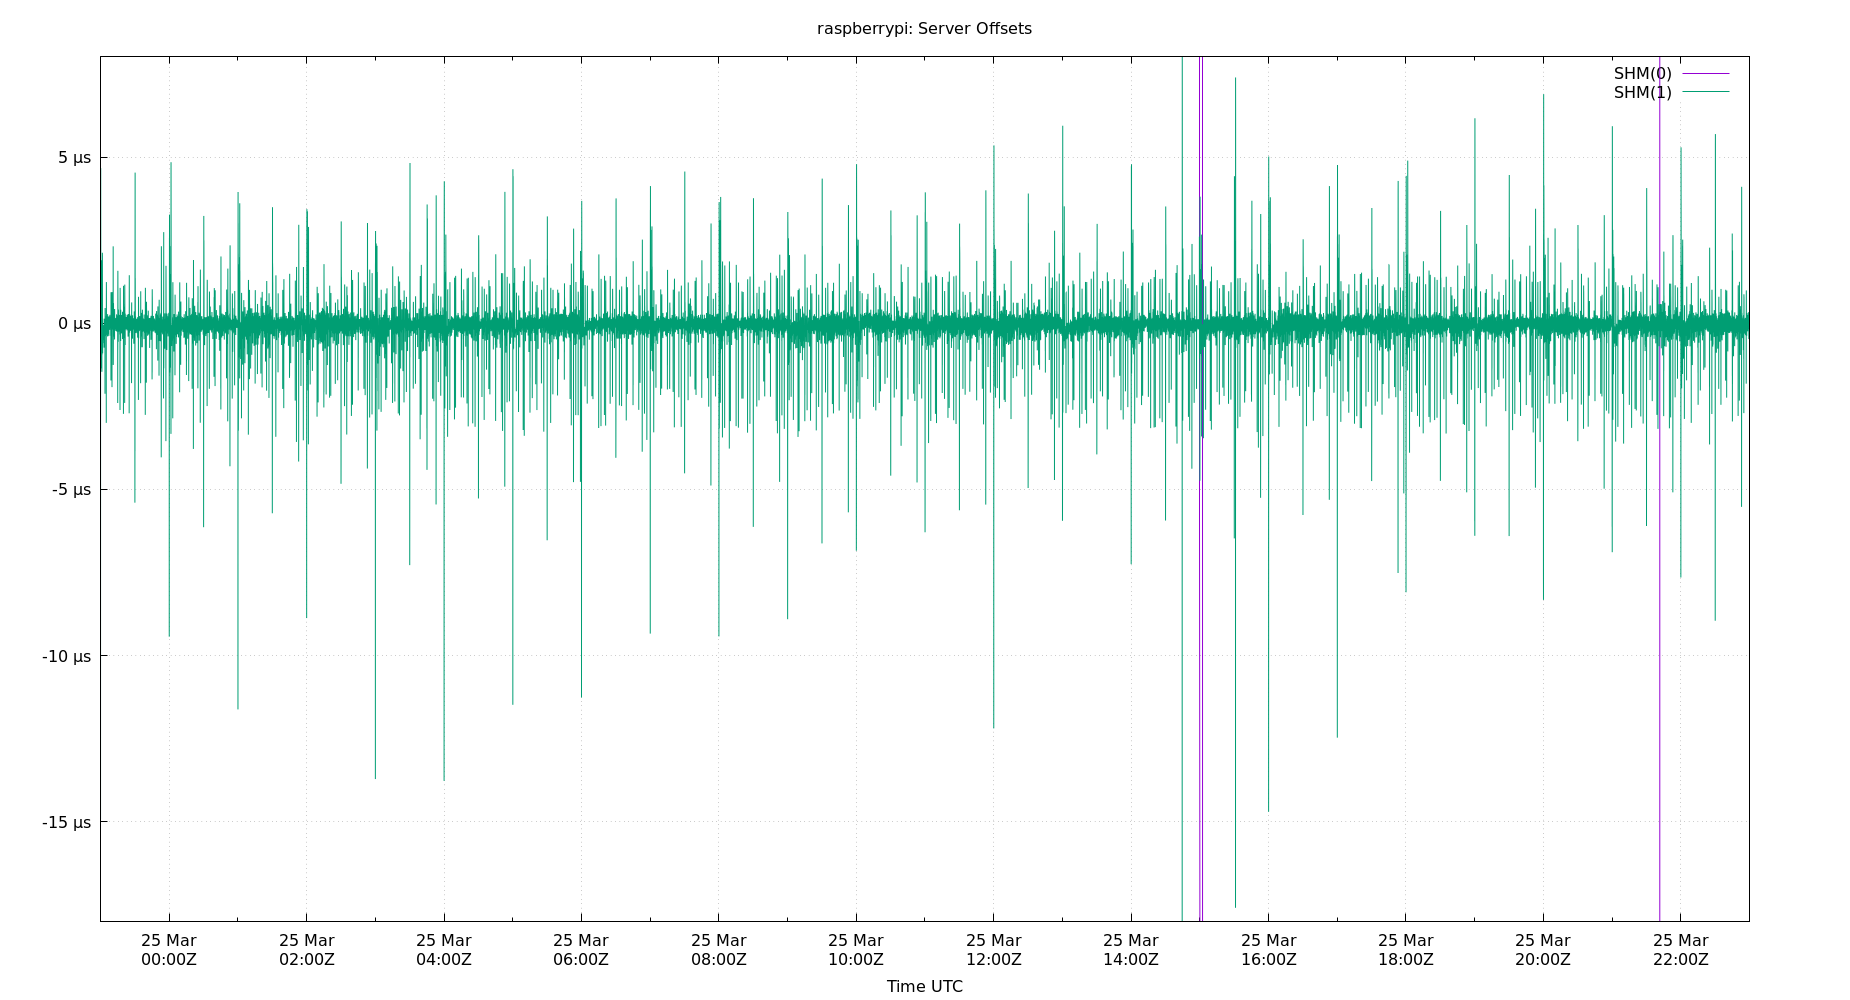 raspberrypi: Server Offsets
SHM(0)
SHM(1)
5 µs
0 µs
-5 µs
-10 µs
-15 µs
25 Mar 25 Mar 25 Mar 25 Mar 25 Mar 25 Mar 25 Mar 25 Mar 25 Mar 25 Mar 25 Mar 25 Mar
00:00Z 02:00Z 04:00Z 06:00Z 08:00Z 10:00Z 12:00Z 14:00Z 16:00Z 18:00Z 20:00Z 22:00Z
Time UTC